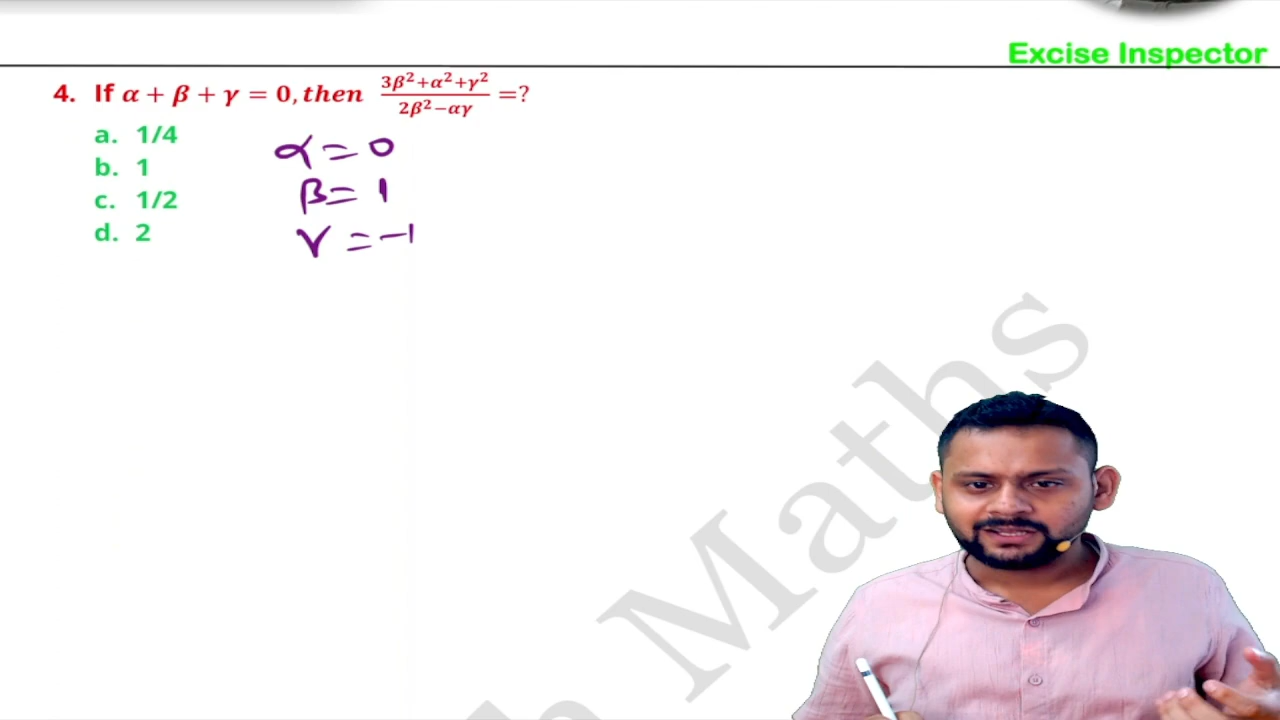 Excise Inspector
4. If α + β + γ = 0, then (3β²+α²+γ²)/(2β²−αγ) =?
a. 1/4
b. 1
c. 1/2
d. 2
α = 0
β = 1
γ = −1
Maths